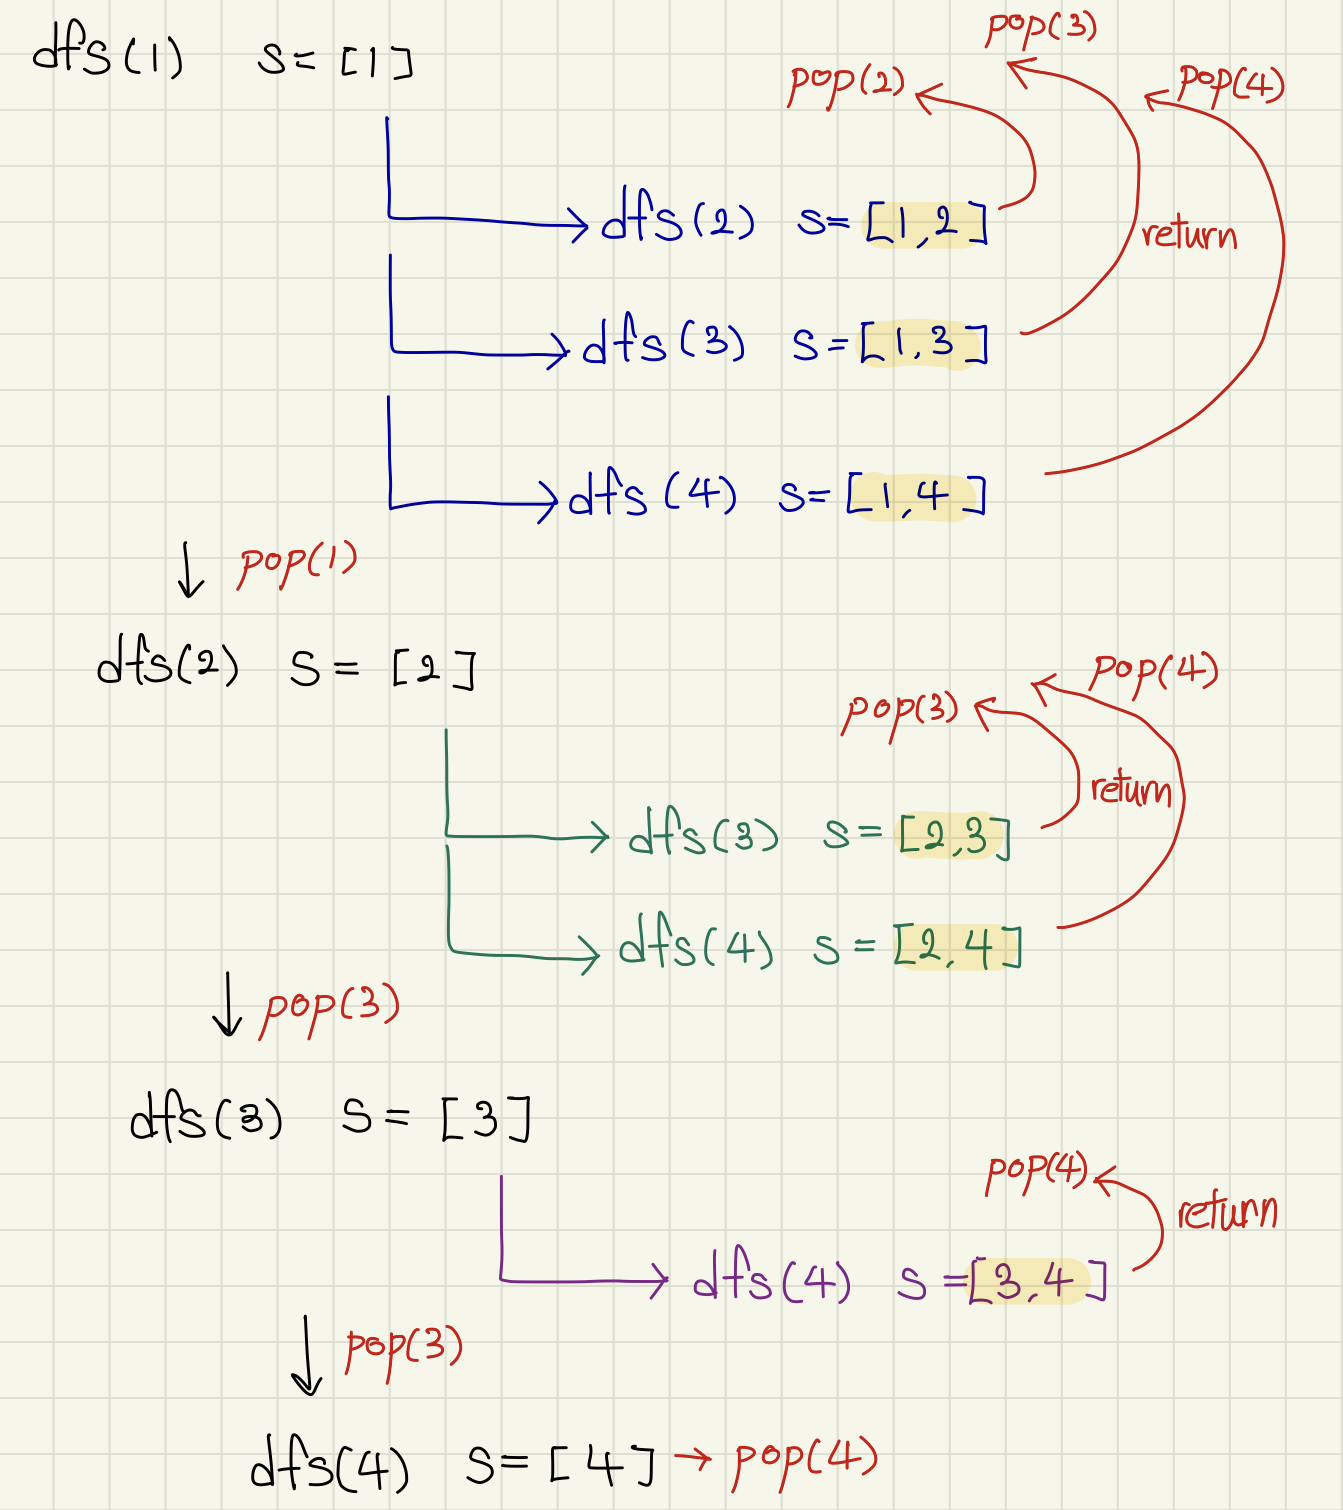 dfs(1) s= [1]
pop(3)
pop(2)
pop(4)
dfs(2) s= [1,2]
return
dfs(3) s= [1,3]
dfs(4) s= [1,4]
pop(1)
dfs(2) s= [2]
pop(4)
pop(3)
return
dfs(3) s= [2,3]
dfs(4) s= [2,4]
pop(3)
dfs(3) s= [3]
pop(4)
return
dfs(4) s= [3,4]
pop(3)
dfs(4) s= [4] → pop(4)